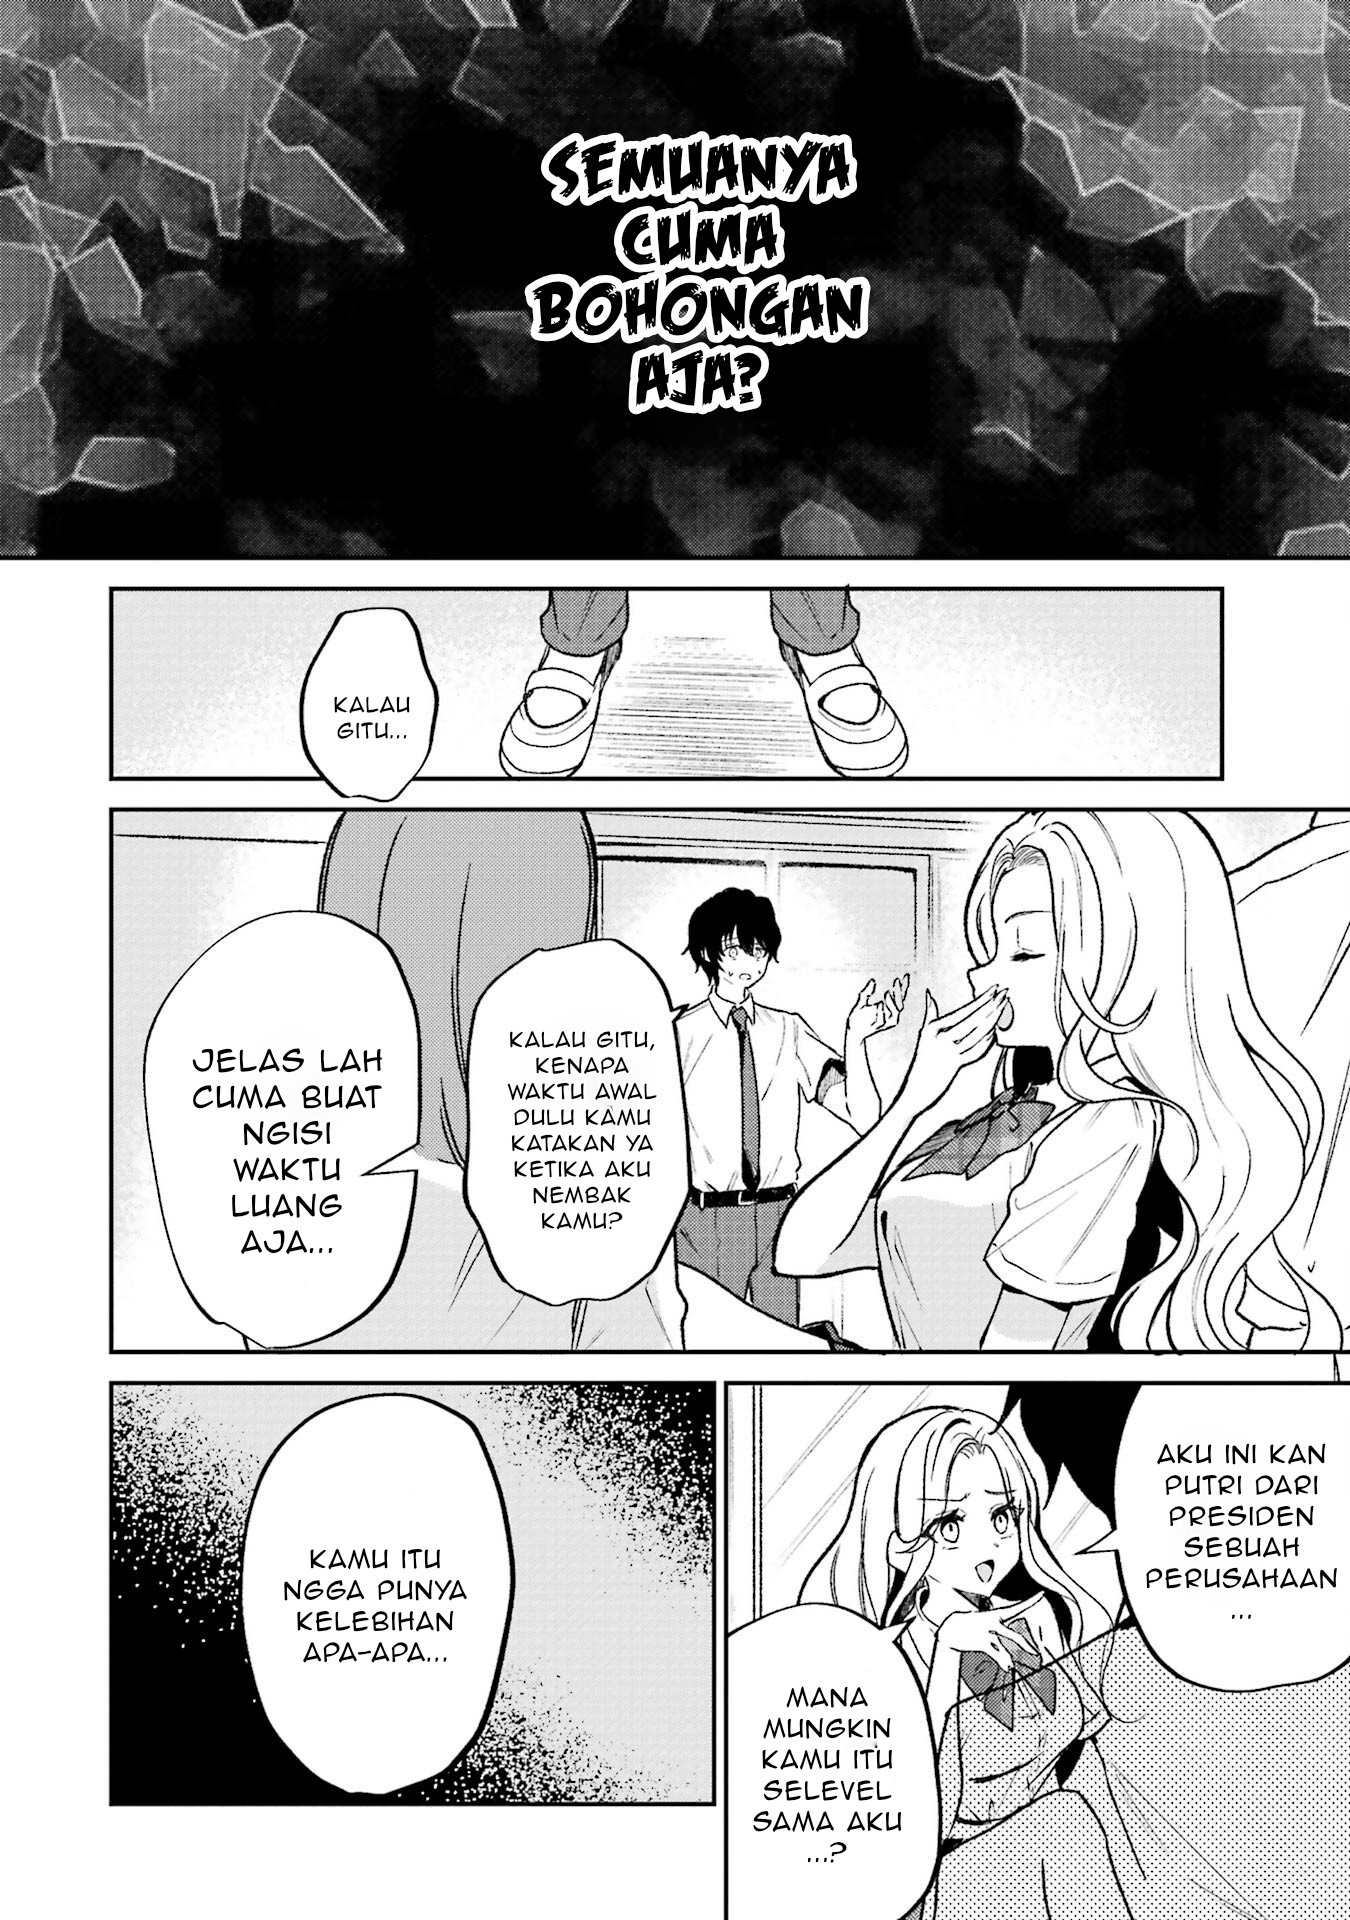 SEMUANYA
CUMA
BOHONGAN
AJA?
KALAU
GITU...
KALAU GITU,
KENAPA
WAKTU AWAL
DULU KAMU
KATAKAN YA
KETIKA AKU
NEMBAK
KAMU?
JELAS LAH
CUMA BUAT
NGISI
WAKTU
LUANG
AJA...
AKU INI KAN
PUTRI DARI
PRESIDEN
SEBUAH
PERUSAHAAN
...
MANA
MUNGKIN
KAMU ITU
SELEVEL
SAMA AKU
...?
KAMU ITU
NGGA PUNYA
KELEBIHAN
APA-APA...